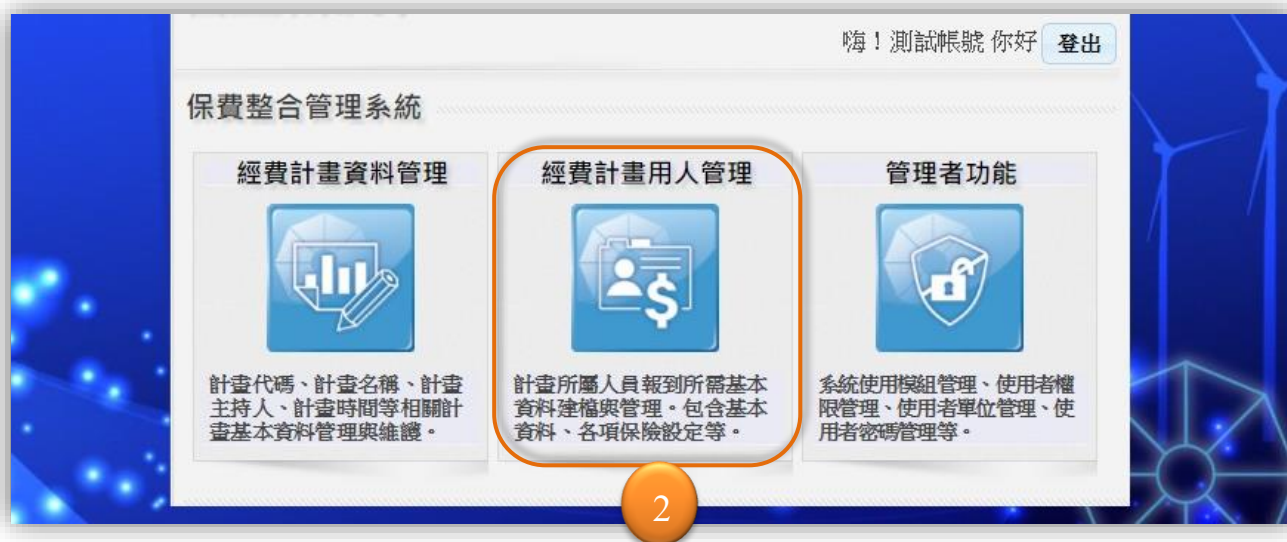 嗨！測試帳號 你好 登出
保費整合管理系統
經費計畫資料管理
計畫代碼、計畫名稱、計畫
主持人、計畫時間等相關計
畫基本資料管理與維護。
經費計畫用人管理
計畫所屬人員報到所需基本
資料建檔與管理。包含基本
資料、各項保險設定等。
管理者功能
系統使用模組管理、使用者權
限管理、使用者單位管理、使
用者密碼管理等。
2